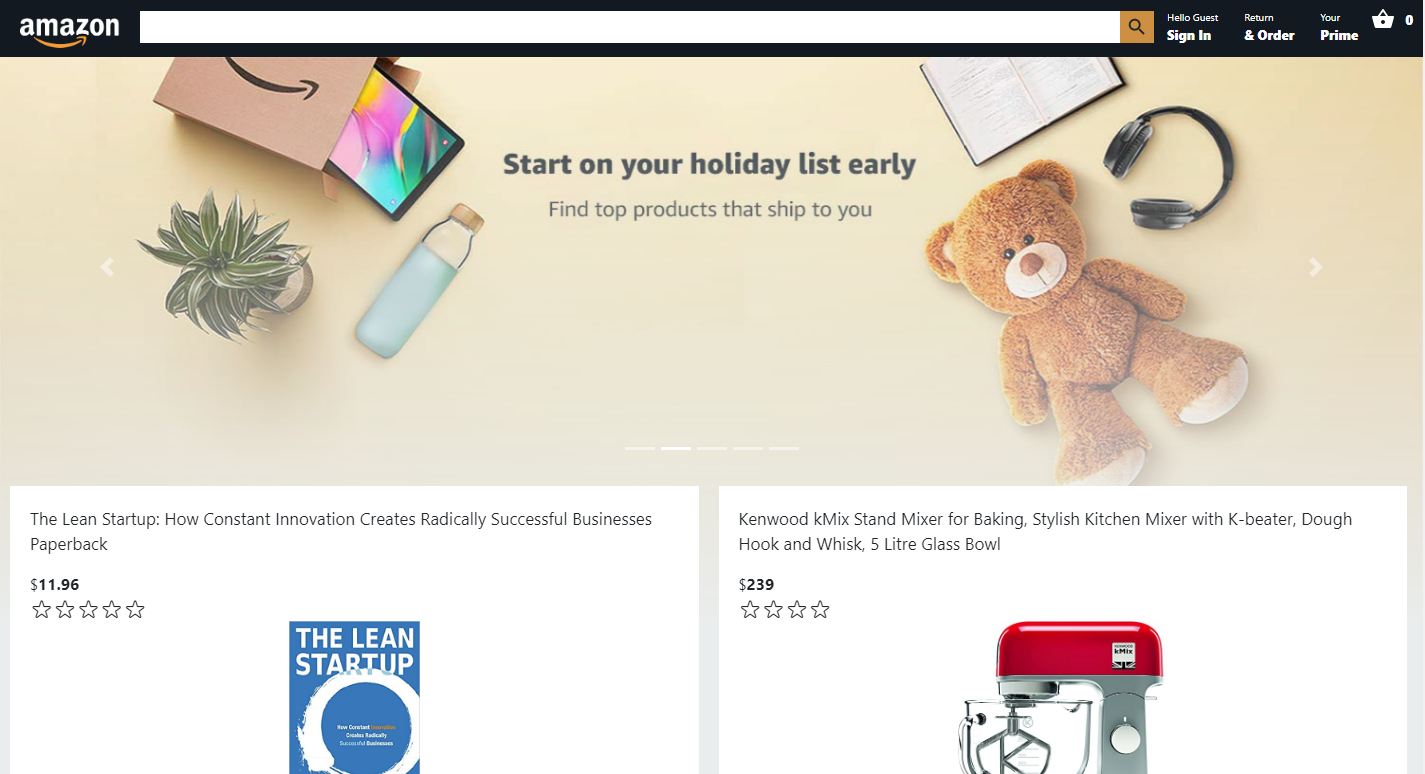 amazon
Hello Guest
Sign In
Return
& Order
Your
Prime
0
Start on your holiday list early
Find top products that ship to you
The Lean Startup: How Constant Innovation Creates Radically Successful Businesses
Paperback
$11.96
THE LEAN
STARTUP
How Constant Innovation
Creates Radically
Successful Businesses
Kenwood kMix Stand Mixer for Baking, Stylish Kitchen Mixer with K-beater, Dough
Hook and Whisk, 5 Litre Glass Bowl
$239
KENWOOD
kMix
K